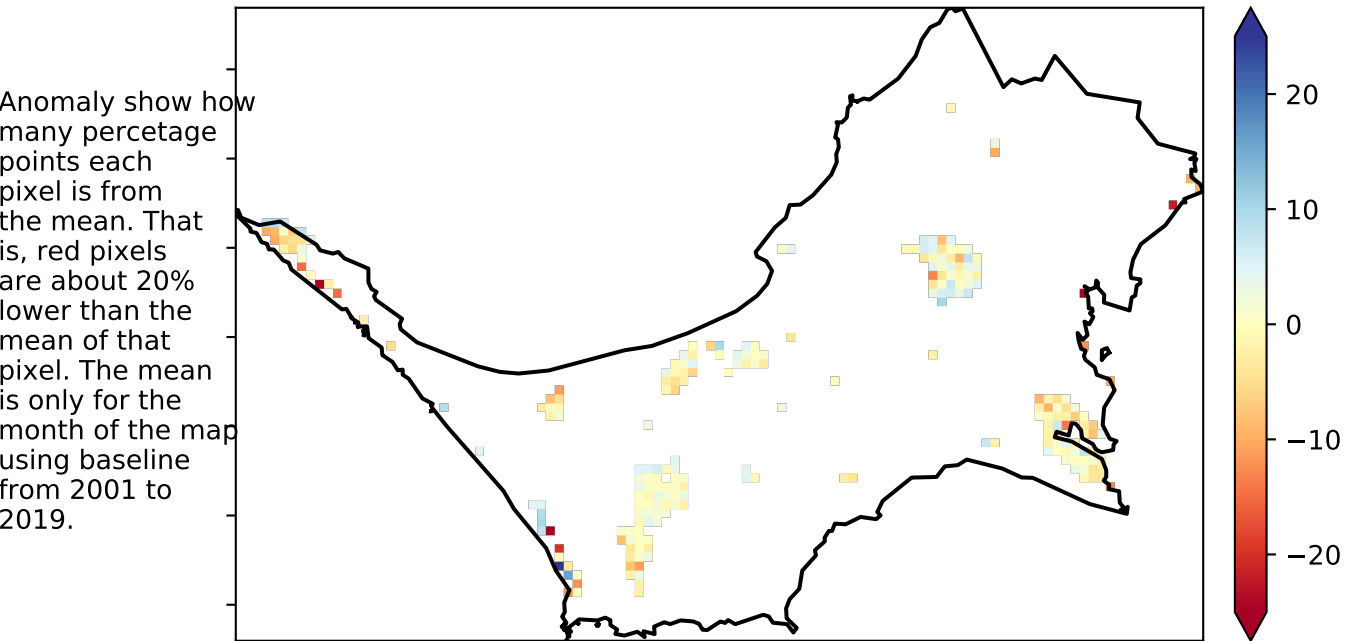 Anomaly show how
many percetage
points each
pixel is from
the mean. That
is, red pixels
are about 20%
lower than the
mean of that
pixel. The mean
is only for the
month of the map
using baseline
from 2001 to
2019.
20
10
0
−10
−20